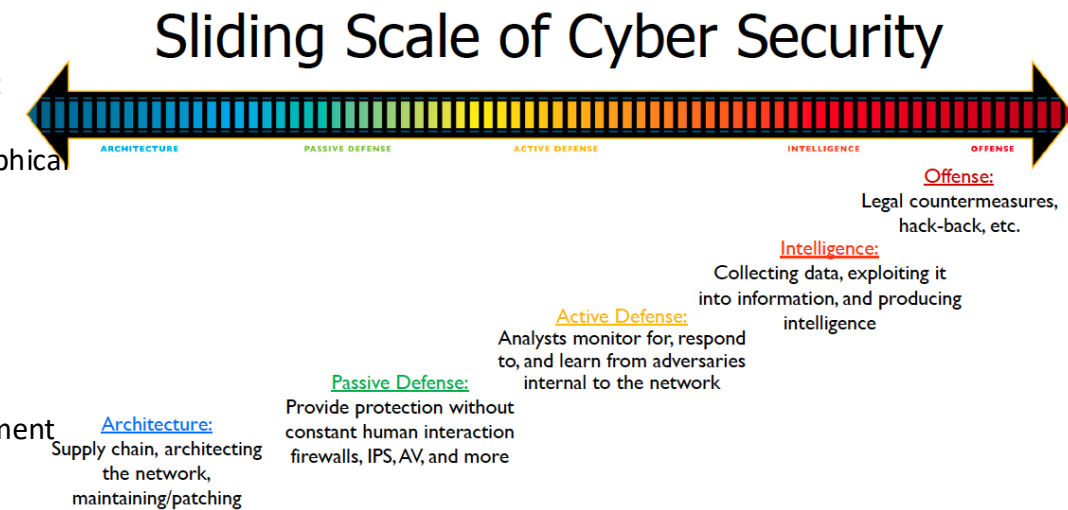 Sliding Scale of Cyber Security
ARCHITECTURE PASSIVE DEFENSE ACTIVE DEFENSE INTELLIGENCE OFFENSE
phical
Offense:
Legal countermeasures,
hack-back, etc.
Intelligence:
Collecting data, exploiting it
into information, and producing
intelligence
Active Defense:
Analysts monitor for, respond
to, and learn from adversaries
internal to the network
Passive Defense:
Provide protection without
constant human interaction
firewalls, IPS, AV, and more
ment
Architecture:
Supply chain, architecting
the network,
maintaining/patching